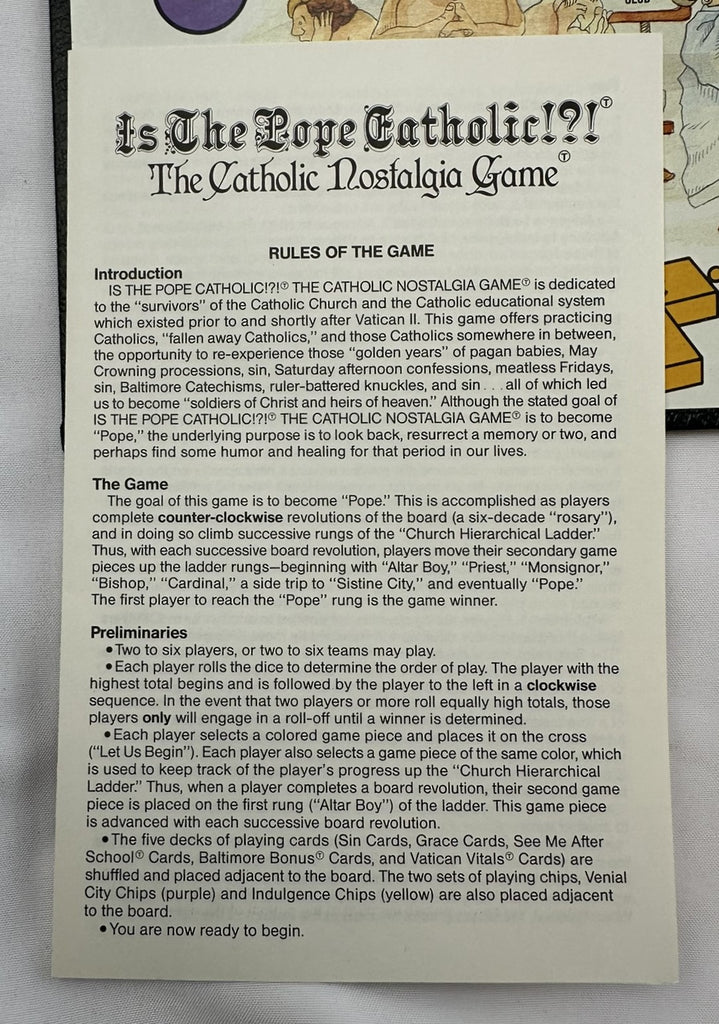 CLUB
Is The Pope Catholic!?!Ⓣ
The Catholic Nostalgia GameⓉ
RULES OF THE GAME
Introduction
IS THE POPE CATHOLIC!?!Ⓣ THE CATHOLIC NOSTALGIA GAMEⓉ is dedicated
to the “survivors” of the Catholic Church and the Catholic educational system
which existed prior to and shortly after Vatican II. This game offers practicing
Catholics, “fallen away Catholics,” and those Catholics somewhere in between,
the opportunity to re-experience those “golden years” of pagan babies, May
Crowning processions, sin, Saturday afternoon confessions, meatless Fridays,
sin, Baltimore Catechisms, ruler-battered knuckles, and sin . . . all of which led
us to become “soldiers of Christ and heirs of heaven.” Although the stated goal of
IS THE POPE CATHOLIC!?!Ⓣ THE CATHOLIC NOSTALGIA GAMEⓉ is to become
“Pope,” the underlying purpose is to look back, resurrect a memory or two, and
perhaps find some humor and healing for that period in our lives.
The Game
The goal of this game is to become “Pope.” This is accomplished as players
complete counter-clockwise revolutions of the board (a six-decade “rosary”),
and in doing so climb successive rungs of the “Church Hierarchical Ladder.”
Thus, with each successive board revolution, players move their secondary game
pieces up the ladder rungs—beginning with “Altar Boy,” “Priest,” “Monsignor,”
“Bishop,” “Cardinal,” a side trip to “Sistine City,” and eventually “Pope.”
The first player to reach the “Pope” rung is the game winner.
Preliminaries
• Two to six players, or two to six teams may play.
• Each player rolls the dice to determine the order of play. The player with the
highest total begins and is followed by the player to the left in a clockwise
sequence. In the event that two players or more roll equally high totals, those
players only will engage in a roll-off until a winner is determined.
• Each player selects a colored game piece and places it on the cross
(“Let Us Begin”). Each player also selects a game piece of the same color, which
is used to keep track of the player’s progress up the “Church Hierarchical
Ladder.” Thus, when a player completes a board revolution, their second game
piece is placed on the first rung (“Altar Boy”) of the ladder. This game piece
is advanced with each successive board revolution.
• The five decks of playing cards (Sin Cards, Grace Cards, See Me After
SchoolⓉ Cards, Baltimore BonusⓉ Cards, and Vatican VitalsⓉ Cards) are
shuffled and placed adjacent to the board. The two sets of playing chips, Venial
City Chips (purple) and Indulgence Chips (yellow) are also placed adjacent
to the board.
• You are now ready to begin.